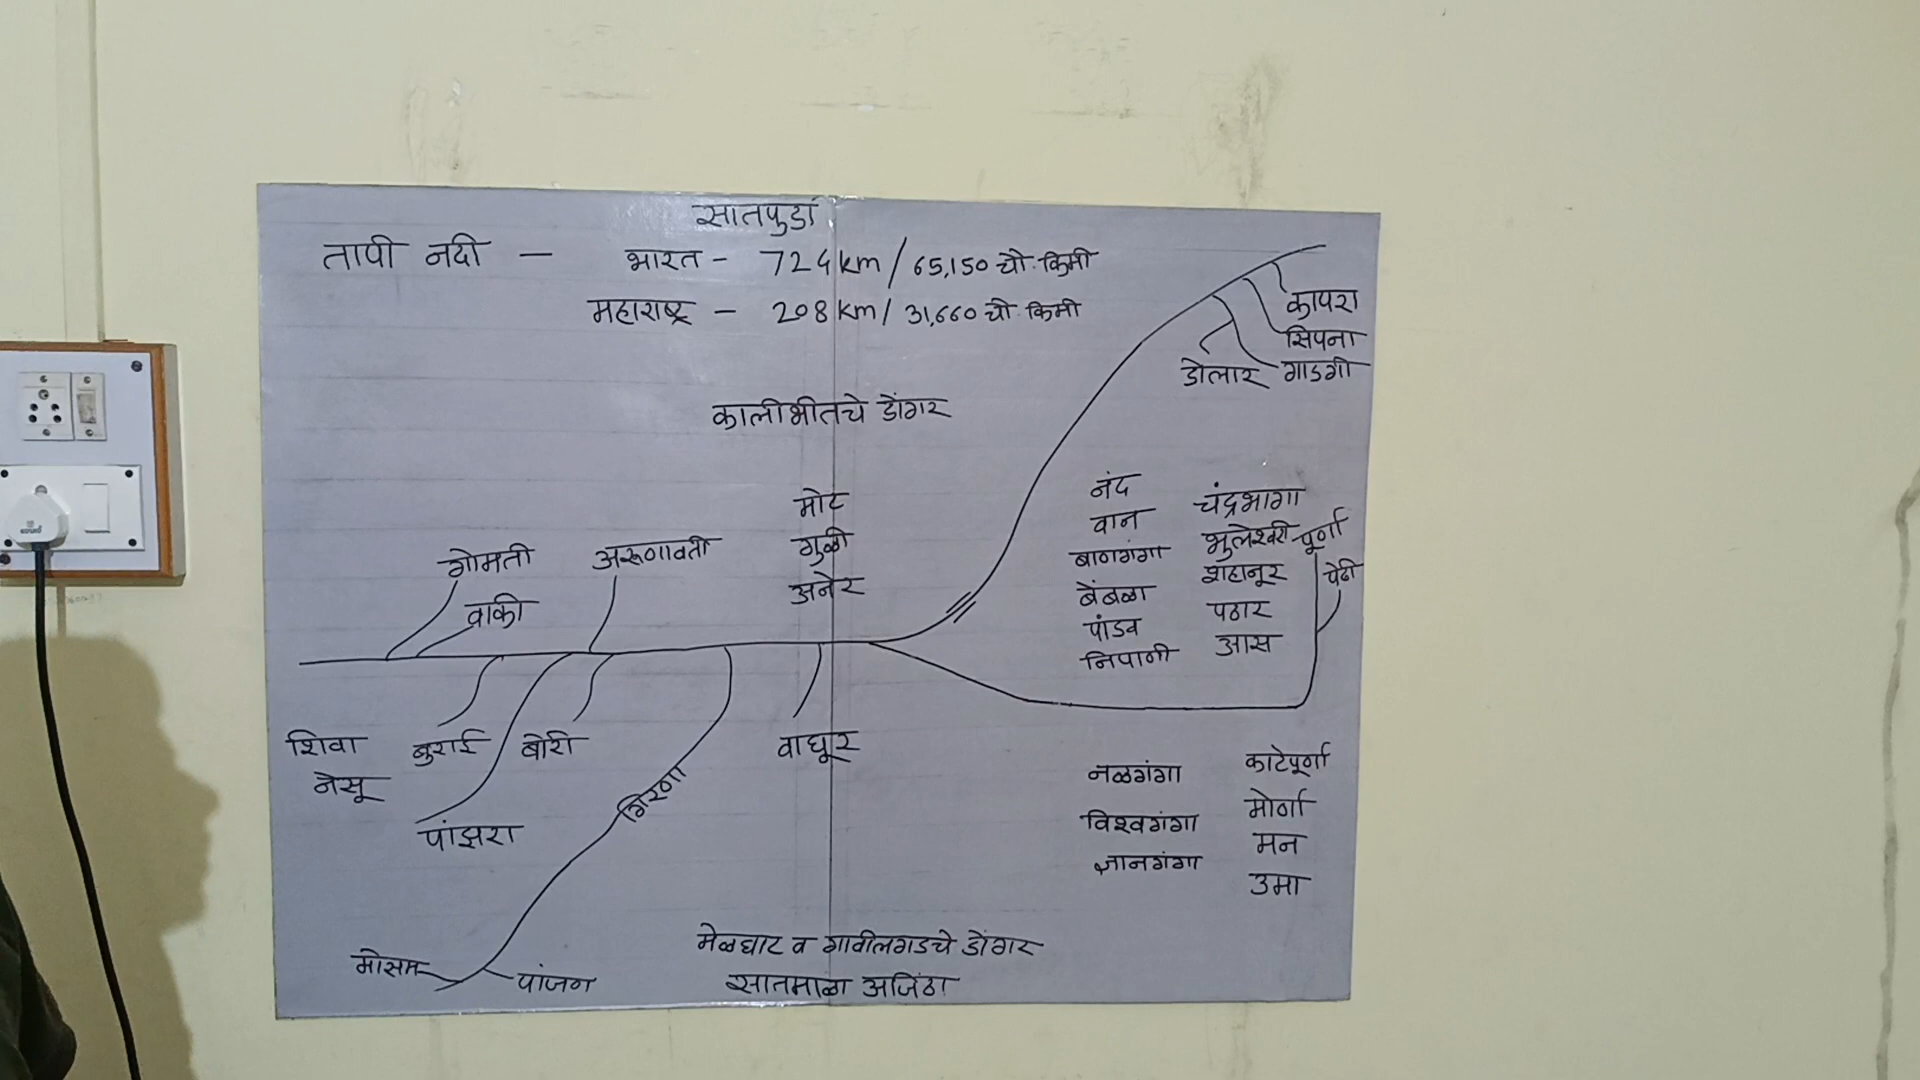 सातपुडा
तापी नदी — भारत - 724 km / 65,150 चौ. किमी
महाराष्ट्र - 208 km / 31,660 चौ. किमी
कापरा
सिपना
डोलार गाडगी
कालीभीतचे डोंगर
मोट
गुळी
अनेर
नंद
वान
बाणगंगा
बेंबळा
पांडव
निपाणी
चंद्रभागा
भुलेश्वरी
शहानूर
पठार
आस
पूर्णा
पेढी
गोमती
वाकी
अरुणावती
शिवा
नेसू
बुराई
बोरी
पांझरा
गिरणा
वाघूर
नळगंगा
विश्वगंगा
ज्ञानगंगा
काटेपूर्णा
मोर्णा
मन
उमा
मोसम
पांजन
मेळघाट व गावीलगडचे डोंगर
सातमाळा अजिंठा